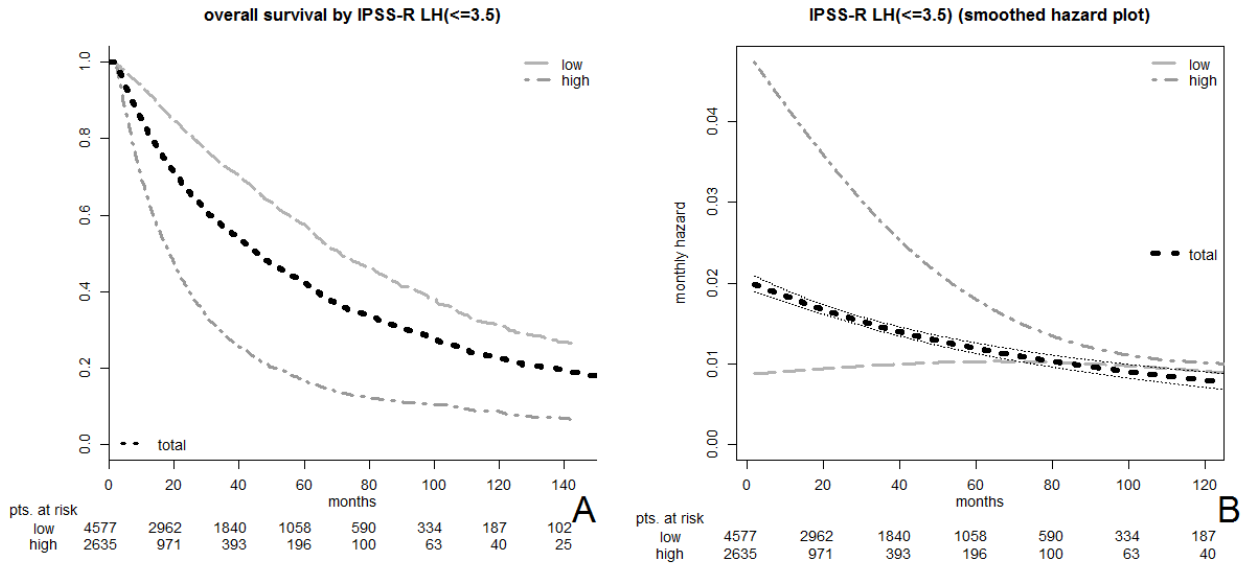 overall survival by IPSS-R LH(<=3.5)
low
high
1.0
0.8
0.6
0.4
0.2
0.0
total
0 20 40 60 80 100 120 140
months
pts. at risk
low 4577 2962 1840 1058 590 334 187 102
high 2635 971 393 196 100 63 40 25
A
IPSS-R LH(<=3.5) (smoothed hazard plot)
low
high
total
monthly hazard
0.04
0.03
0.02
0.01
0.00
0 20 40 60 80 100 120
months
pts. at risk
low 4577 2962 1840 1058 590 334 187
high 2635 971 393 196 100 63 40
B